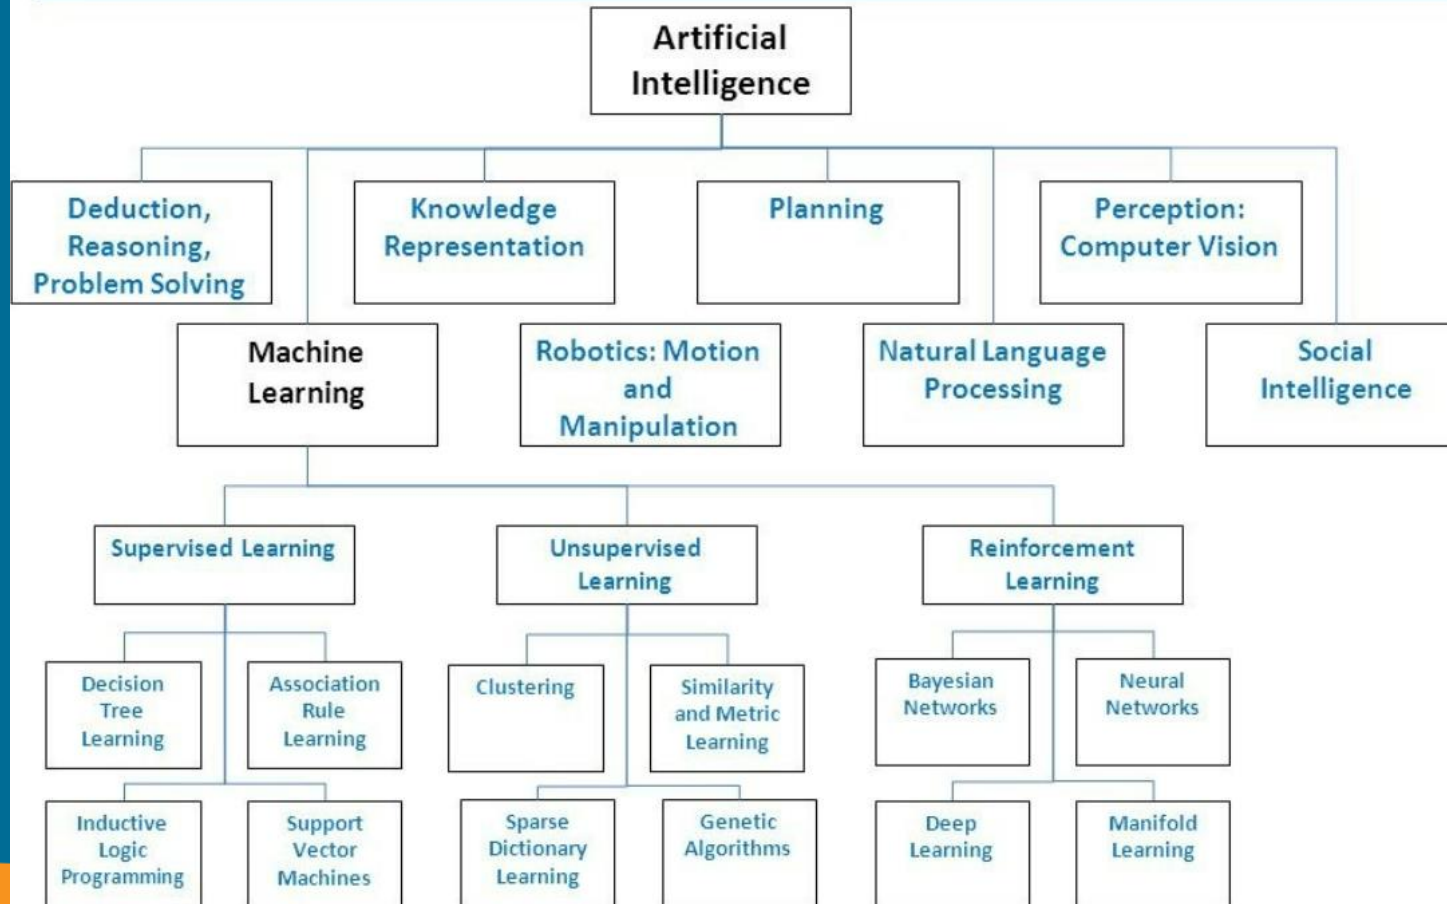 Artificial
Intelligence
Deduction,
Reasoning,
Problem Solving
Knowledge
Representation
Planning
Perception:
Computer Vision
Machine
Learning
Robotics: Motion
and
Manipulation
Natural Language
Processing
Social
Intelligence
Supervised Learning
Unsupervised
Learning
Reinforcement
Learning
Decision
Tree
Learning
Association
Rule
Learning
Clustering
Similarity
and Metric
Learning
Bayesian
Networks
Neural
Networks
Inductive
Logic
Programming
Support
Vector
Machines
Sparse
Dictionary
Learning
Genetic
Algorithms
Deep
Learning
Manifold
Learning